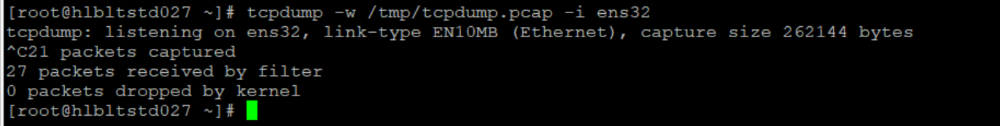 [root@hlbltstd027 ~]# tcpdump -w /tmp/tcpdump.pcap -i ens32
tcpdump: listening on ens32, link-type EN10MB (Ethernet), capture size 262144 bytes
^C21 packets captured
27 packets received by filter
0 packets dropped by kernel
[root@hlbltstd027 ~]#